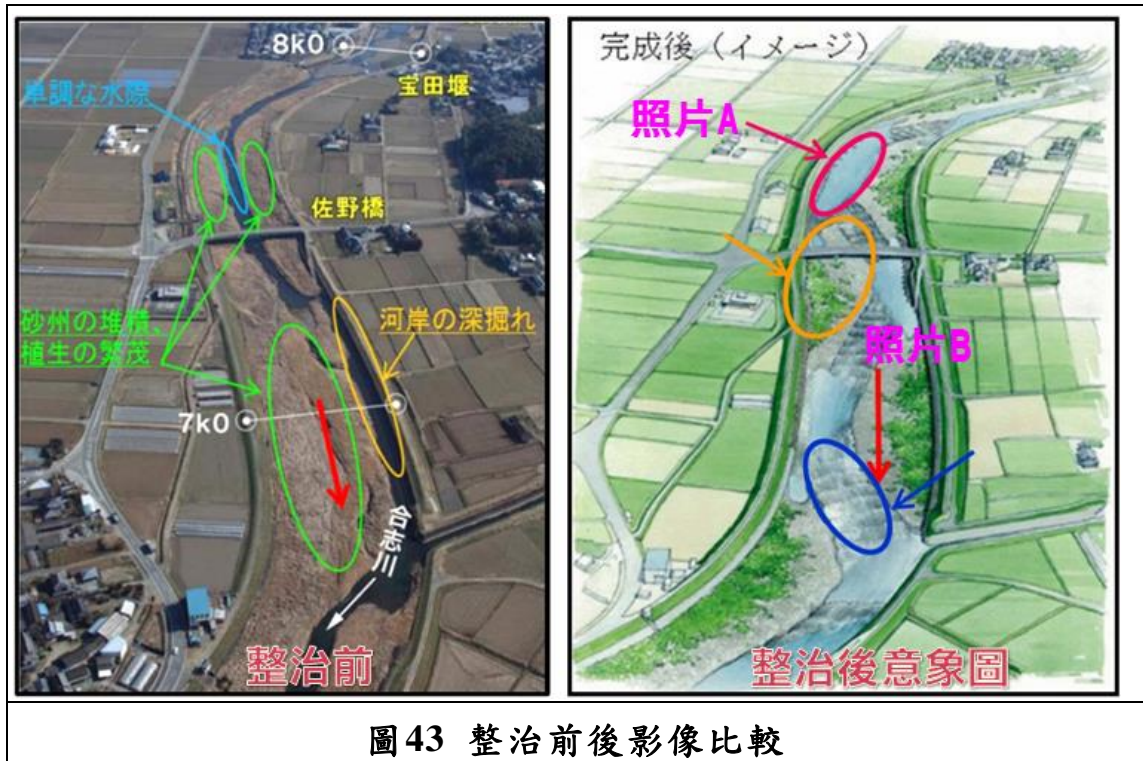 8k0
宝田堰
単調な水際
佐野橋
砂州の堆積、
植生の繁茂
河岸の深掘れ
7k0
合志川
整治前
完成後（イメージ）
照片A
照片B
整治後意象圖
圖43 整治前後影像比較